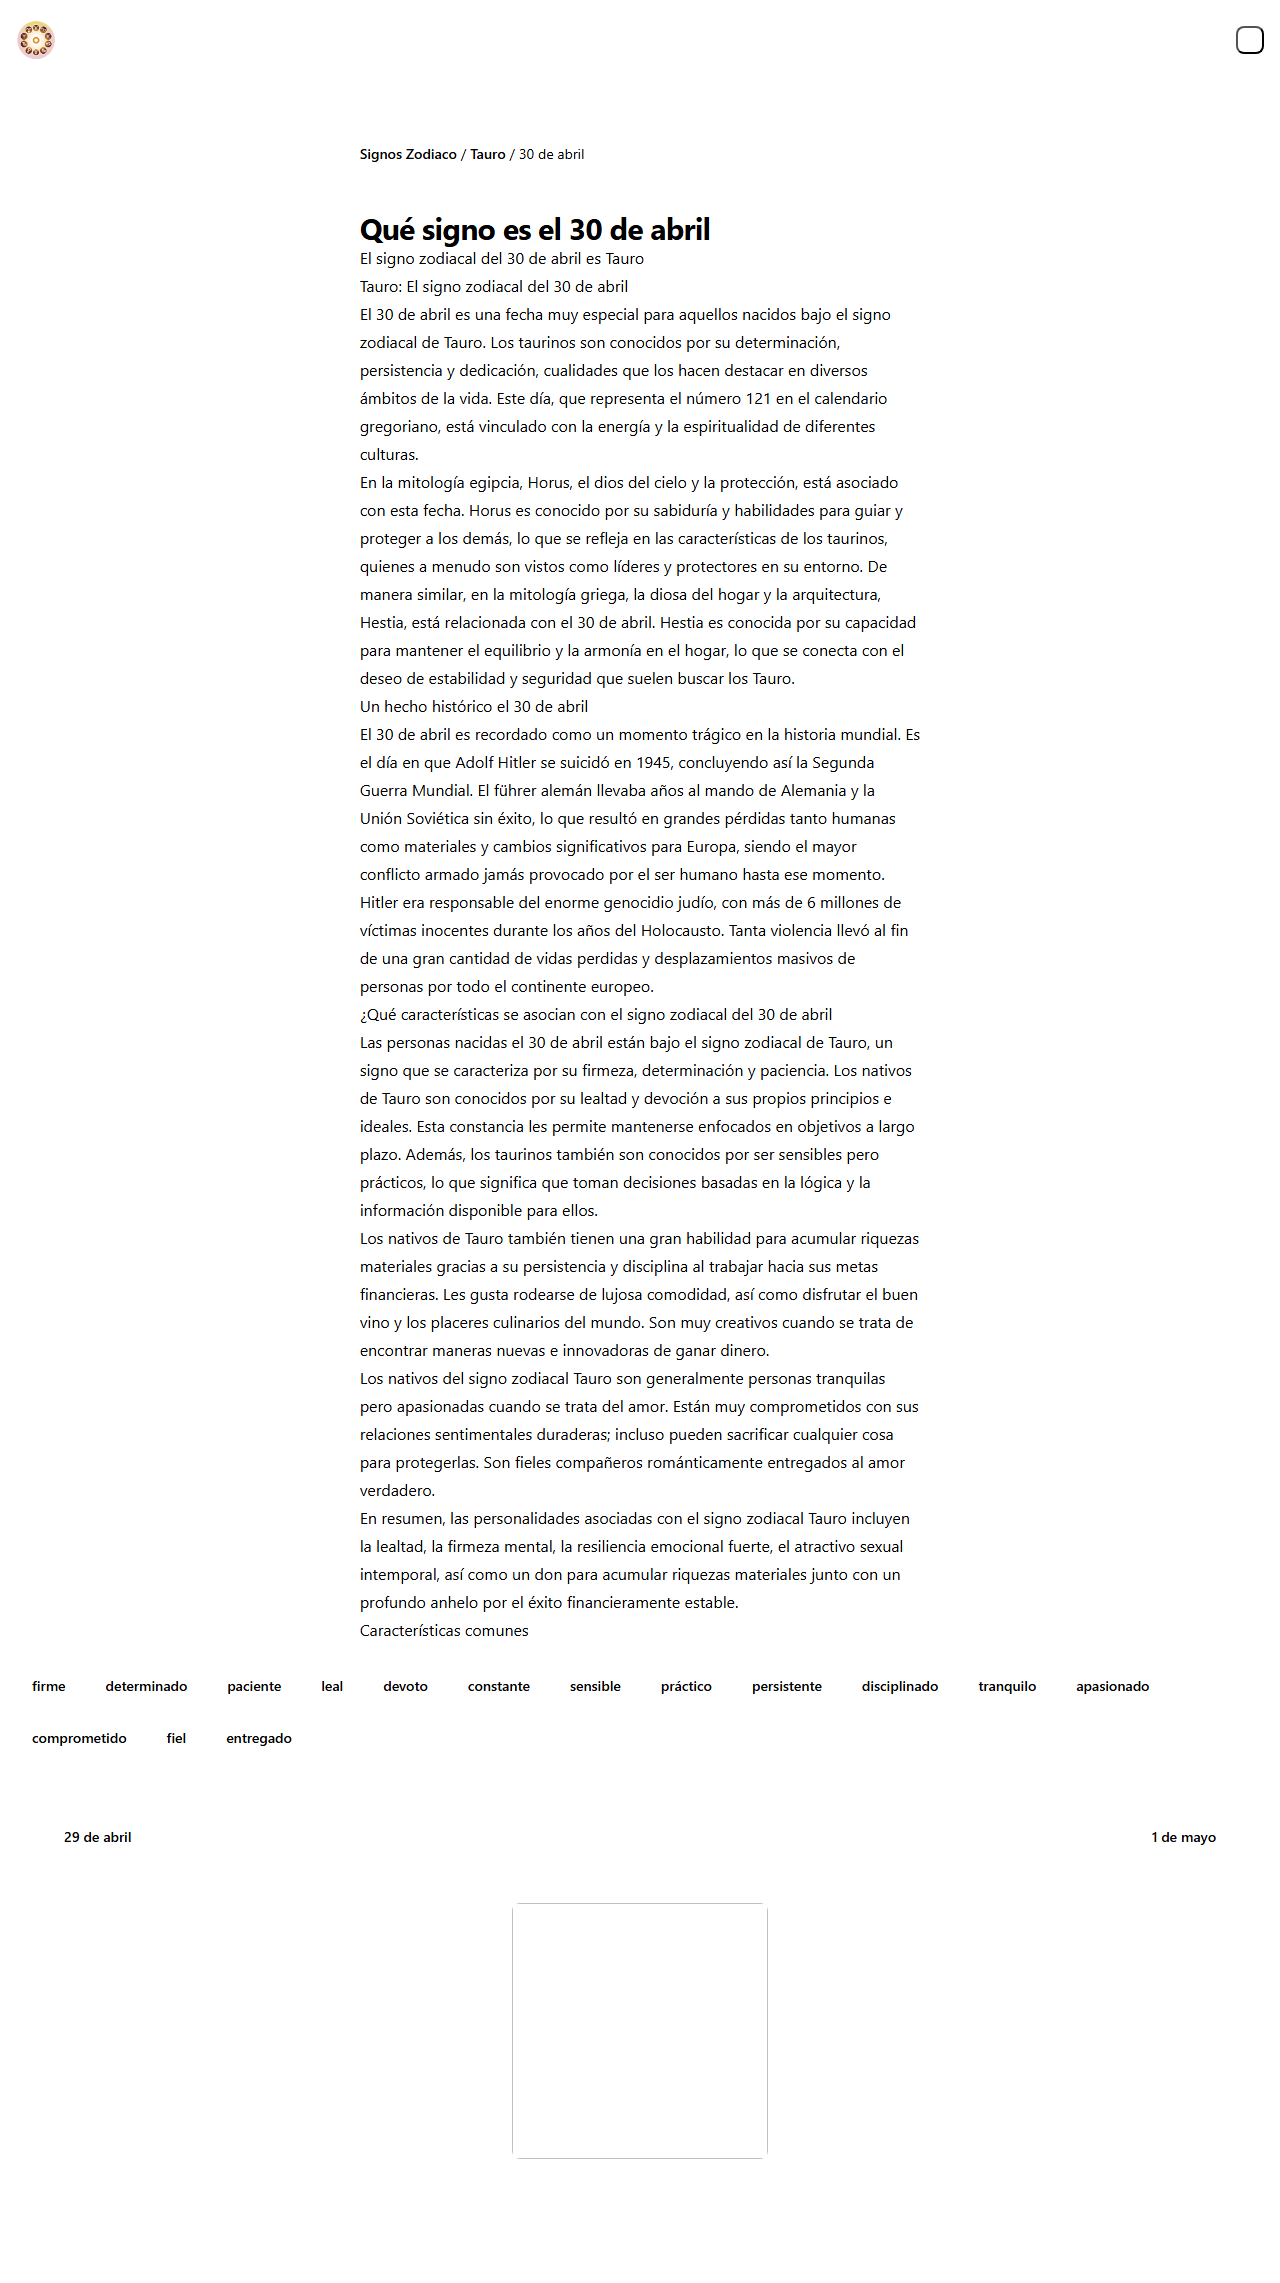 Signos Zodiaco / Tauro / 30 de abril
Qué signo es el 30 de abril
El signo zodiacal del 30 de abril es Tauro
Tauro: El signo zodiacal del 30 de abril
El 30 de abril es una fecha muy especial para aquellos nacidos bajo el signo
zodiacal de Tauro. Los taurinos son conocidos por su determinación,
persistencia y dedicación, cualidades que los hacen destacar en diversos
ámbitos de la vida. Este día, que representa el número 121 en el calendario
gregoriano, está vinculado con la energía y la espiritualidad de diferentes
culturas.
En la mitología egipcia, Horus, el dios del cielo y la protección, está asociado
con esta fecha. Horus es conocido por su sabiduría y habilidades para guiar y
proteger a los demás, lo que se refleja en las características de los taurinos,
quienes a menudo son vistos como líderes y protectores en su entorno. De
manera similar, en la mitología griega, la diosa del hogar y la arquitectura,
Hestia, está relacionada con el 30 de abril. Hestia es conocida por su capacidad
para mantener el equilibrio y la armonía en el hogar, lo que se conecta con el
deseo de estabilidad y seguridad que suelen buscar los Tauro.
Un hecho histórico el 30 de abril
El 30 de abril es recordado como un momento trágico en la historia mundial. Es
el día en que Adolf Hitler se suicidó en 1945, concluyendo así la Segunda
Guerra Mundial. El führer alemán llevaba años al mando de Alemania y la
Unión Soviética sin éxito, lo que resultó en grandes pérdidas tanto humanas
como materiales y cambios significativos para Europa, siendo el mayor
conflicto armado jamás provocado por el ser humano hasta ese momento.
Hitler era responsable del enorme genocidio judío, con más de 6 millones de
víctimas inocentes durante los años del Holocausto. Tanta violencia llevó al fin
de una gran cantidad de vidas perdidas y desplazamientos masivos de
personas por todo el continente europeo.
¿Qué características se asocian con el signo zodiacal del 30 de abril
Las personas nacidas el 30 de abril están bajo el signo zodiacal de Tauro, un
signo que se caracteriza por su firmeza, determinación y paciencia. Los nativos
de Tauro son conocidos por su lealtad y devoción a sus propios principios e
ideales. Esta constancia les permite mantenerse enfocados en objetivos a largo
plazo. Además, los taurinos también son conocidos por ser sensibles pero
prácticos, lo que significa que toman decisiones basadas en la lógica y la
información disponible para ellos.
Los nativos de Tauro también tienen una gran habilidad para acumular riquezas
materiales gracias a su persistencia y disciplina al trabajar hacia sus metas
financieras. Les gusta rodearse de lujosa comodidad, así como disfrutar el buen
vino y los placeres culinarios del mundo. Son muy creativos cuando se trata de
encontrar maneras nuevas e innovadoras de ganar dinero.
Los nativos del signo zodiacal Tauro son generalmente personas tranquilas
pero apasionadas cuando se trata del amor. Están muy comprometidos con sus
relaciones sentimentales duraderas; incluso pueden sacrificar cualquier cosa
para protegerlas. Son fieles compañeros románticamente entregados al amor
verdadero.
En resumen, las personalidades asociadas con el signo zodiacal Tauro incluyen
la lealtad, la firmeza mental, la resiliencia emocional fuerte, el atractivo sexual
intemporal, así como un don para acumular riquezas materiales junto con un
profundo anhelo por el éxito financieramente estable.
Características comunes
firme determinado paciente leal devoto constante sensible práctico persistente disciplinado tranquilo apasionado
comprometido fiel entregado
29 de abril 1 de mayo